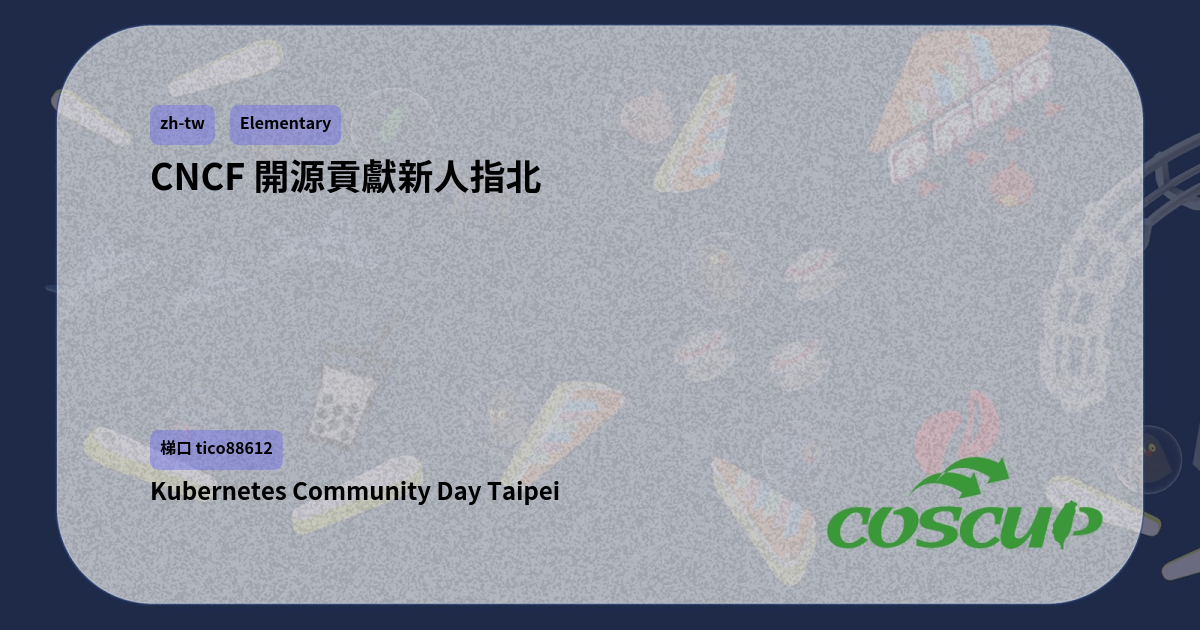 zh-tw Elementary
CNCF 開源貢獻新人指北
梯口 tico88612
Kubernetes Community Day Taipei
COSCUP